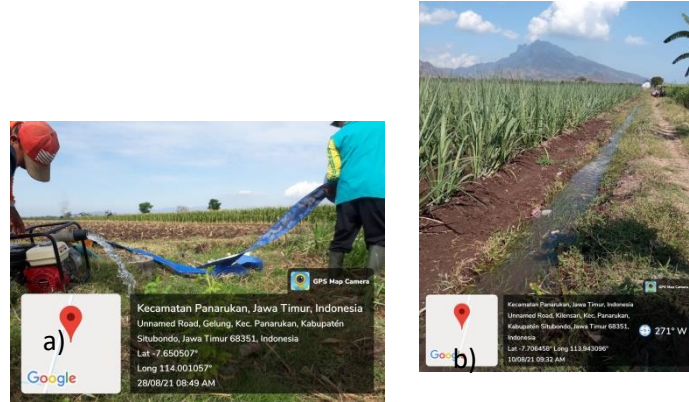 GPS Map Camera
Kecamatan Panarukan, Jawa Timur, Indonesia
Unnamed Road, Gelung, Kec. Panarukan, Kabupatén
Situbondo, Jawa Timur 68351, Indonesia
Lat -7.650507°
Long 114.001057°
28/08/21 08:49 AM
a)
Google
GPS Map Camera
Kecamatan Panarukan, Jawa Timur, Indonesia
Unnamed Road, Kilensari, Kec. Panarukan,
Kabupatén Situbondo, Jawa Timur 68351,
Indonesia
Lat -7.706458° Long 113.943096°
10/08/21 09:32 AM
271° W
b)